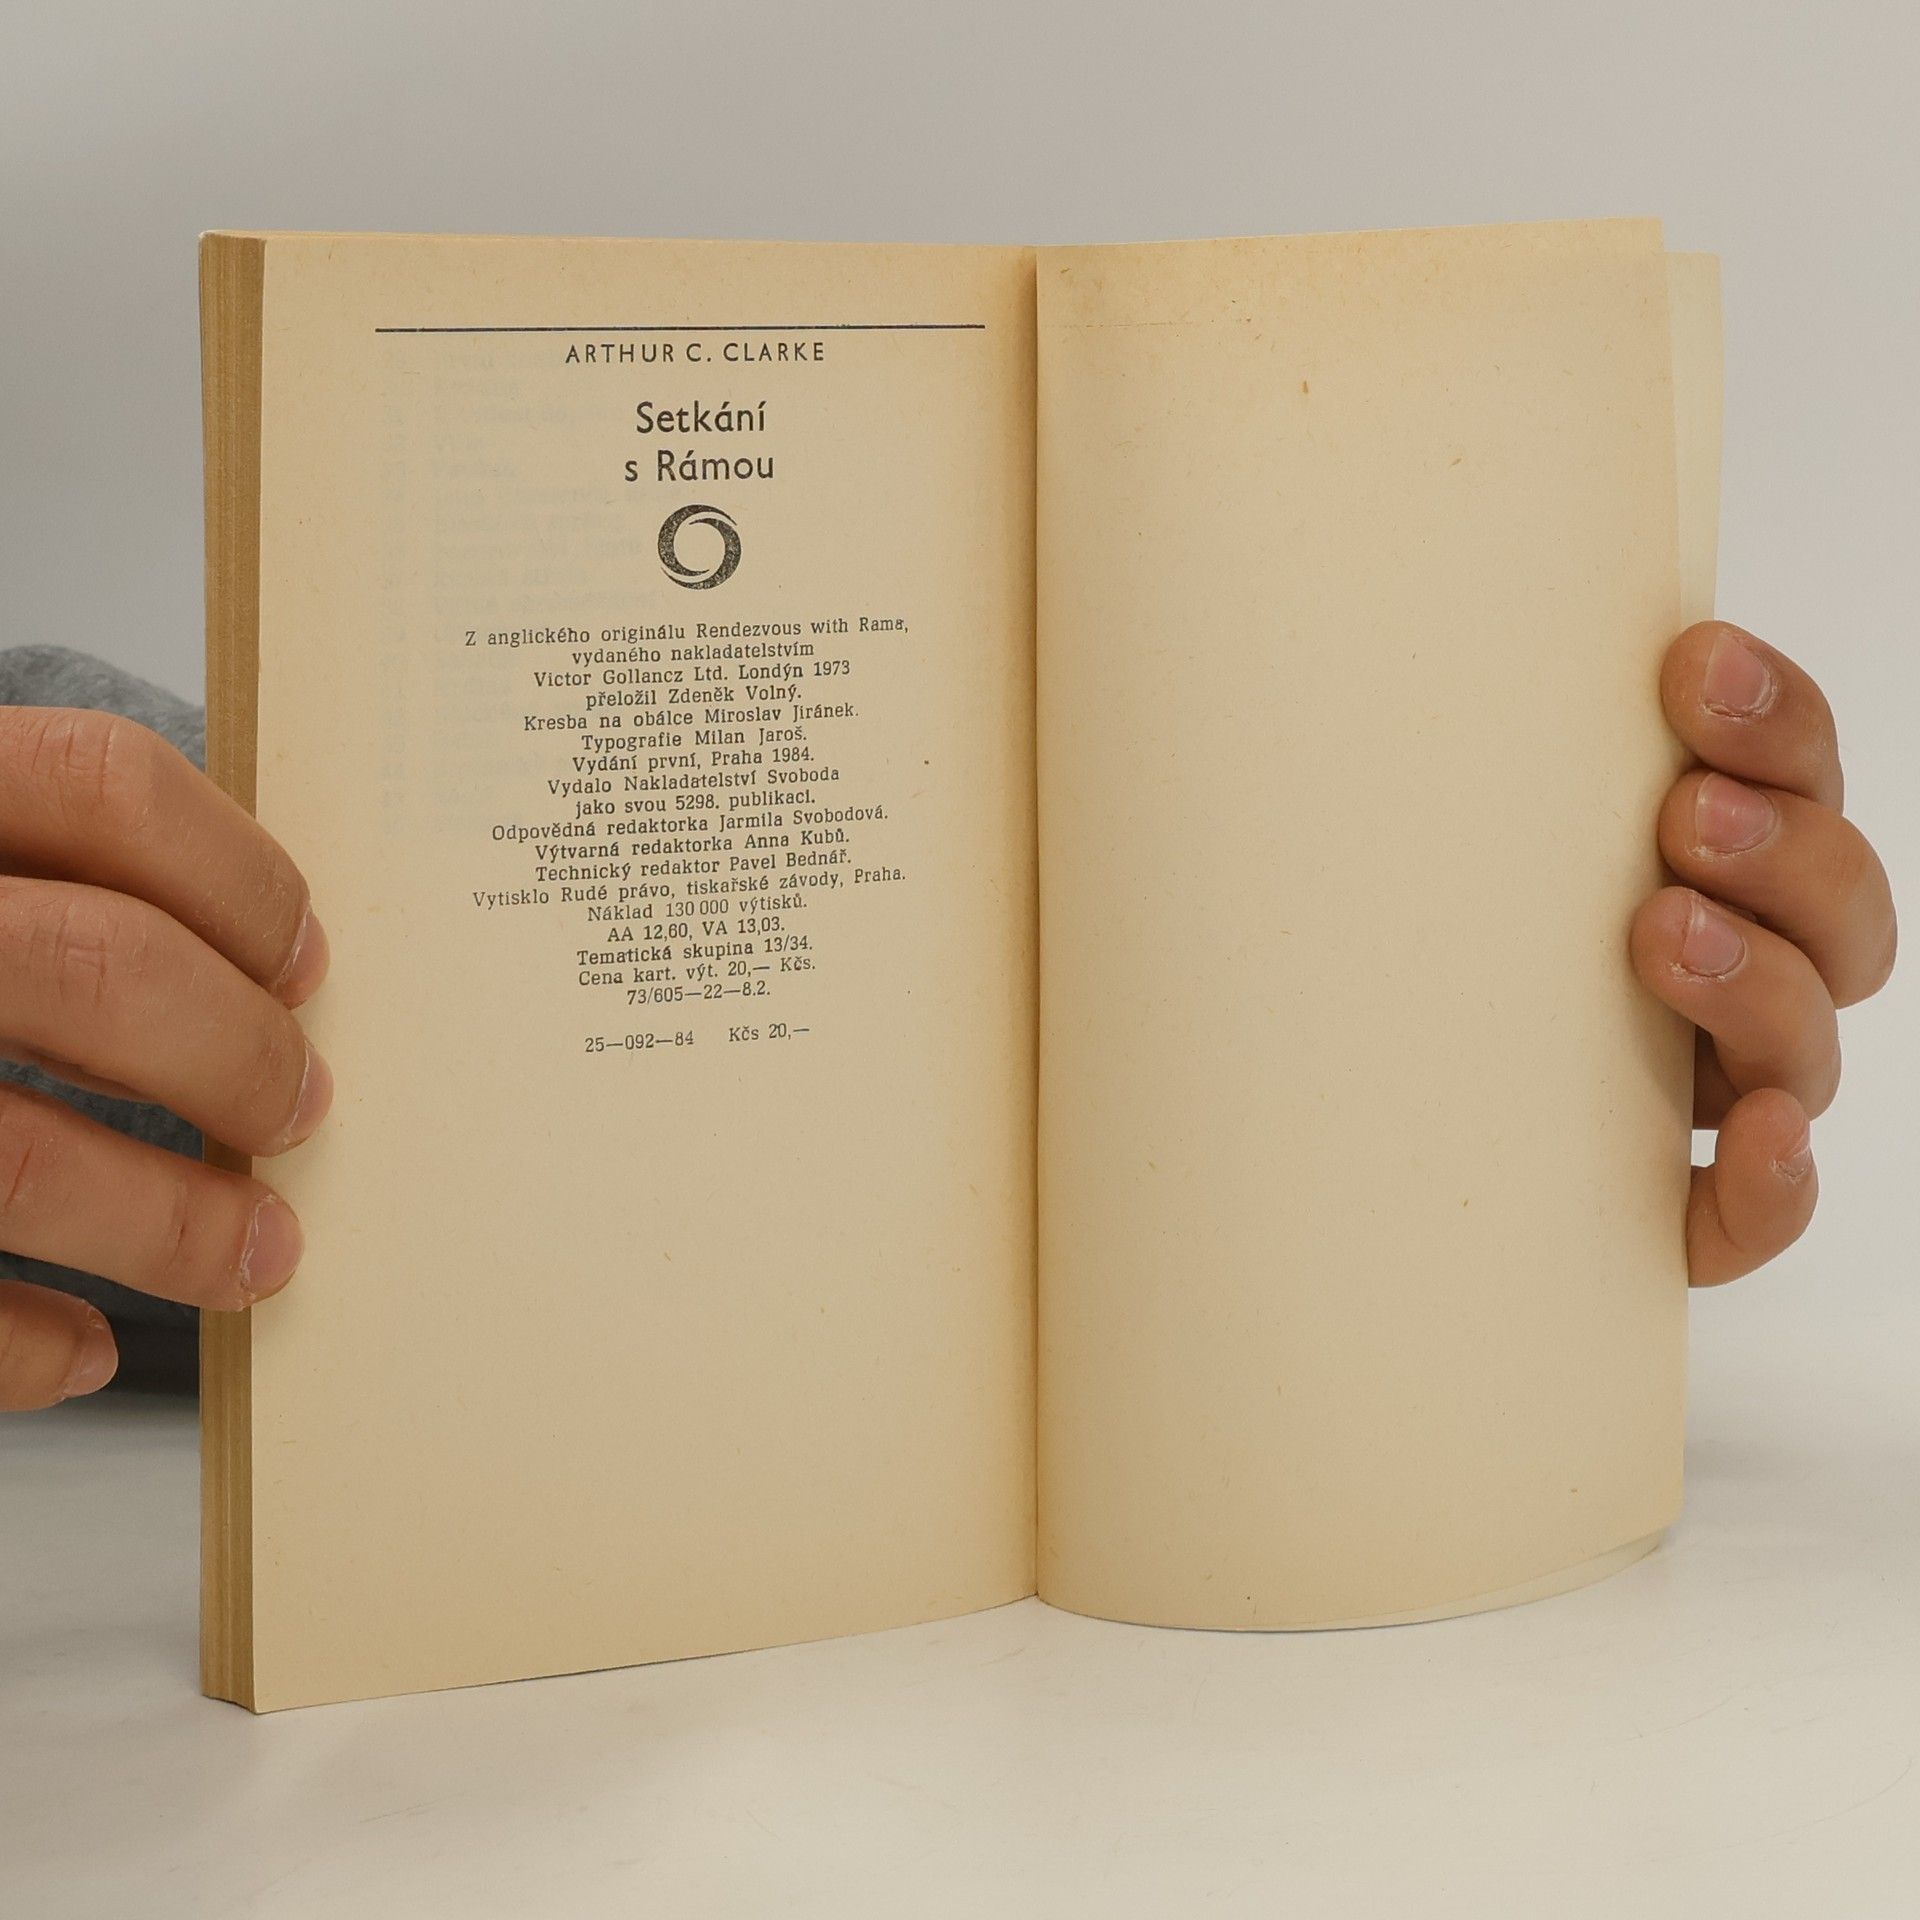 ARTHUR C. CLARKE
Setkání
s Rámou
Z anglického originálu Rendezvous with Rama,
vydaného nakladatelstvím
Victor Gollancz Ltd. Londýn 1973
přeložil Zdeněk Volný.
Kresba na obálce Miroslav Jiránek.
Typografie Milan Jaroš.
Vydání první, Praha 1984.
Vydalo Nakladatelství Svoboda
jako svou 5298. publikaci.
Odpovědná redaktorka Jarmila Svobodová.
Výtvarná redaktorka Anna Kubů.
Technický redaktor Pavel Bednář.
Vytisklo Rudé právo, tiskařské závody, Praha.
Náklad 130 000 výtisků.
AA 12,60, VA 13,03.
Tematická skupina 13/34.
Cena kart. výt. 20,— Kčs.
73/605—22—8.2.
25—092—84 Kčs 20,—